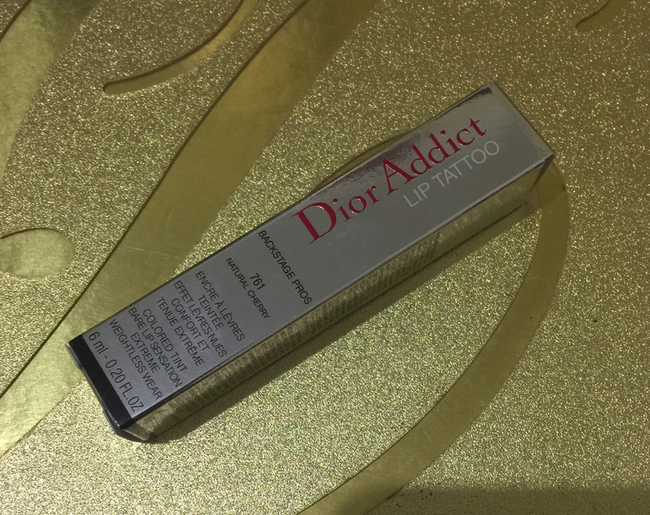 Dior Addict
LIP TATTOO
BACKSTAGE PROS
761
NATURAL CHERRY
ENCRE À LÈVRES
TEINTÉE
EFFET LÈVRES NUES
CONFORT ET
TENUE EXTRÊME
COLORED TINT
BARE LIP SENSATION
EXTREME
WEIGHTLESS WEAR
6 ml - 0.20 FL.OZ